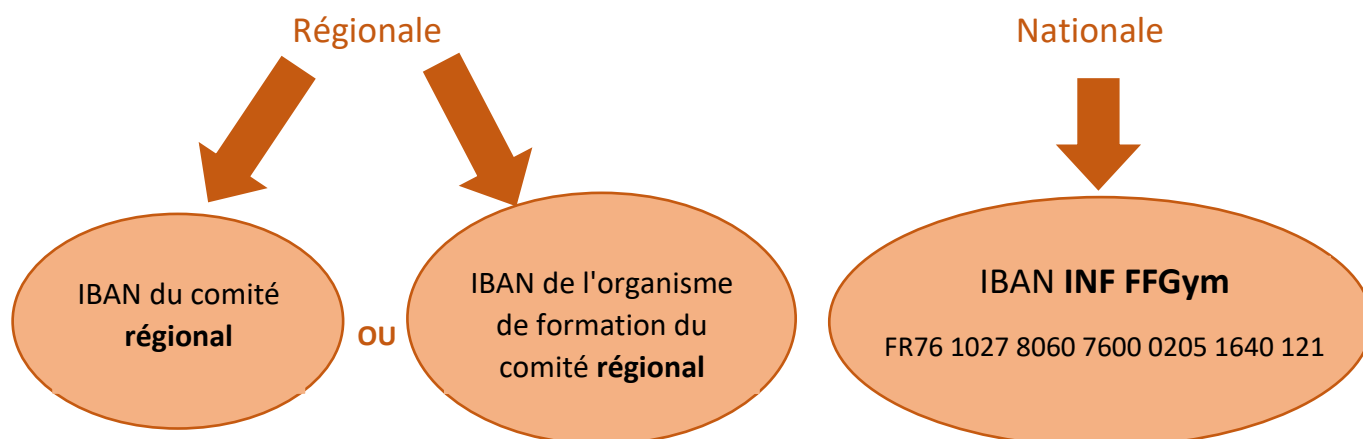 Régionale
Nationale
IBAN du comité
régional
OU
IBAN de l'organisme
de formation du
comité régional
IBAN INF FFGym
FR76 1027 8060 7600 0205 1640 121